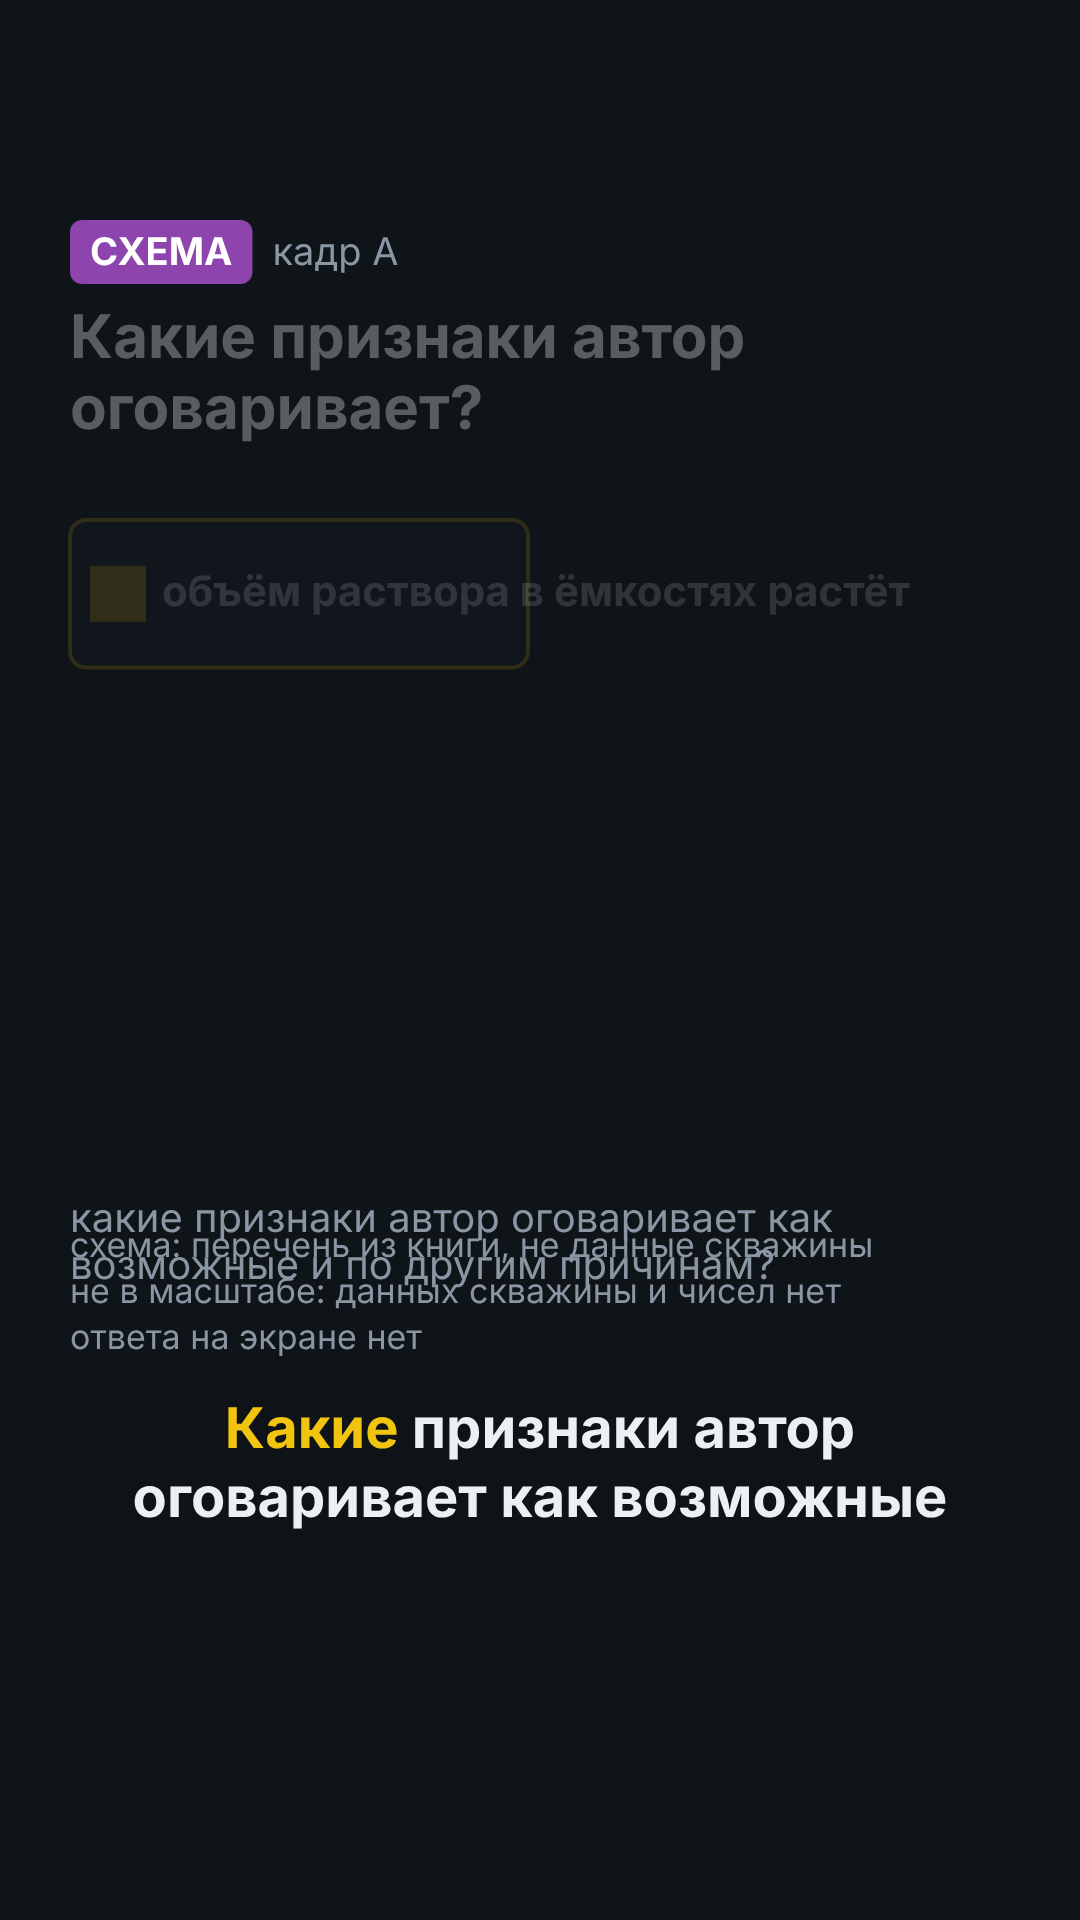 СХЕМА кадр А
Какие признаки автор
оговаривает?
объём раствора в ёмкостях растёт
какие признаки автор оговаривает как
схема: перечень из книги, не данные скважины
возможные и по другим причинам?
не в масштабе: данных скважины и чисел нет
ответа на экране нет
Какие признаки автор
оговаривает как возможные